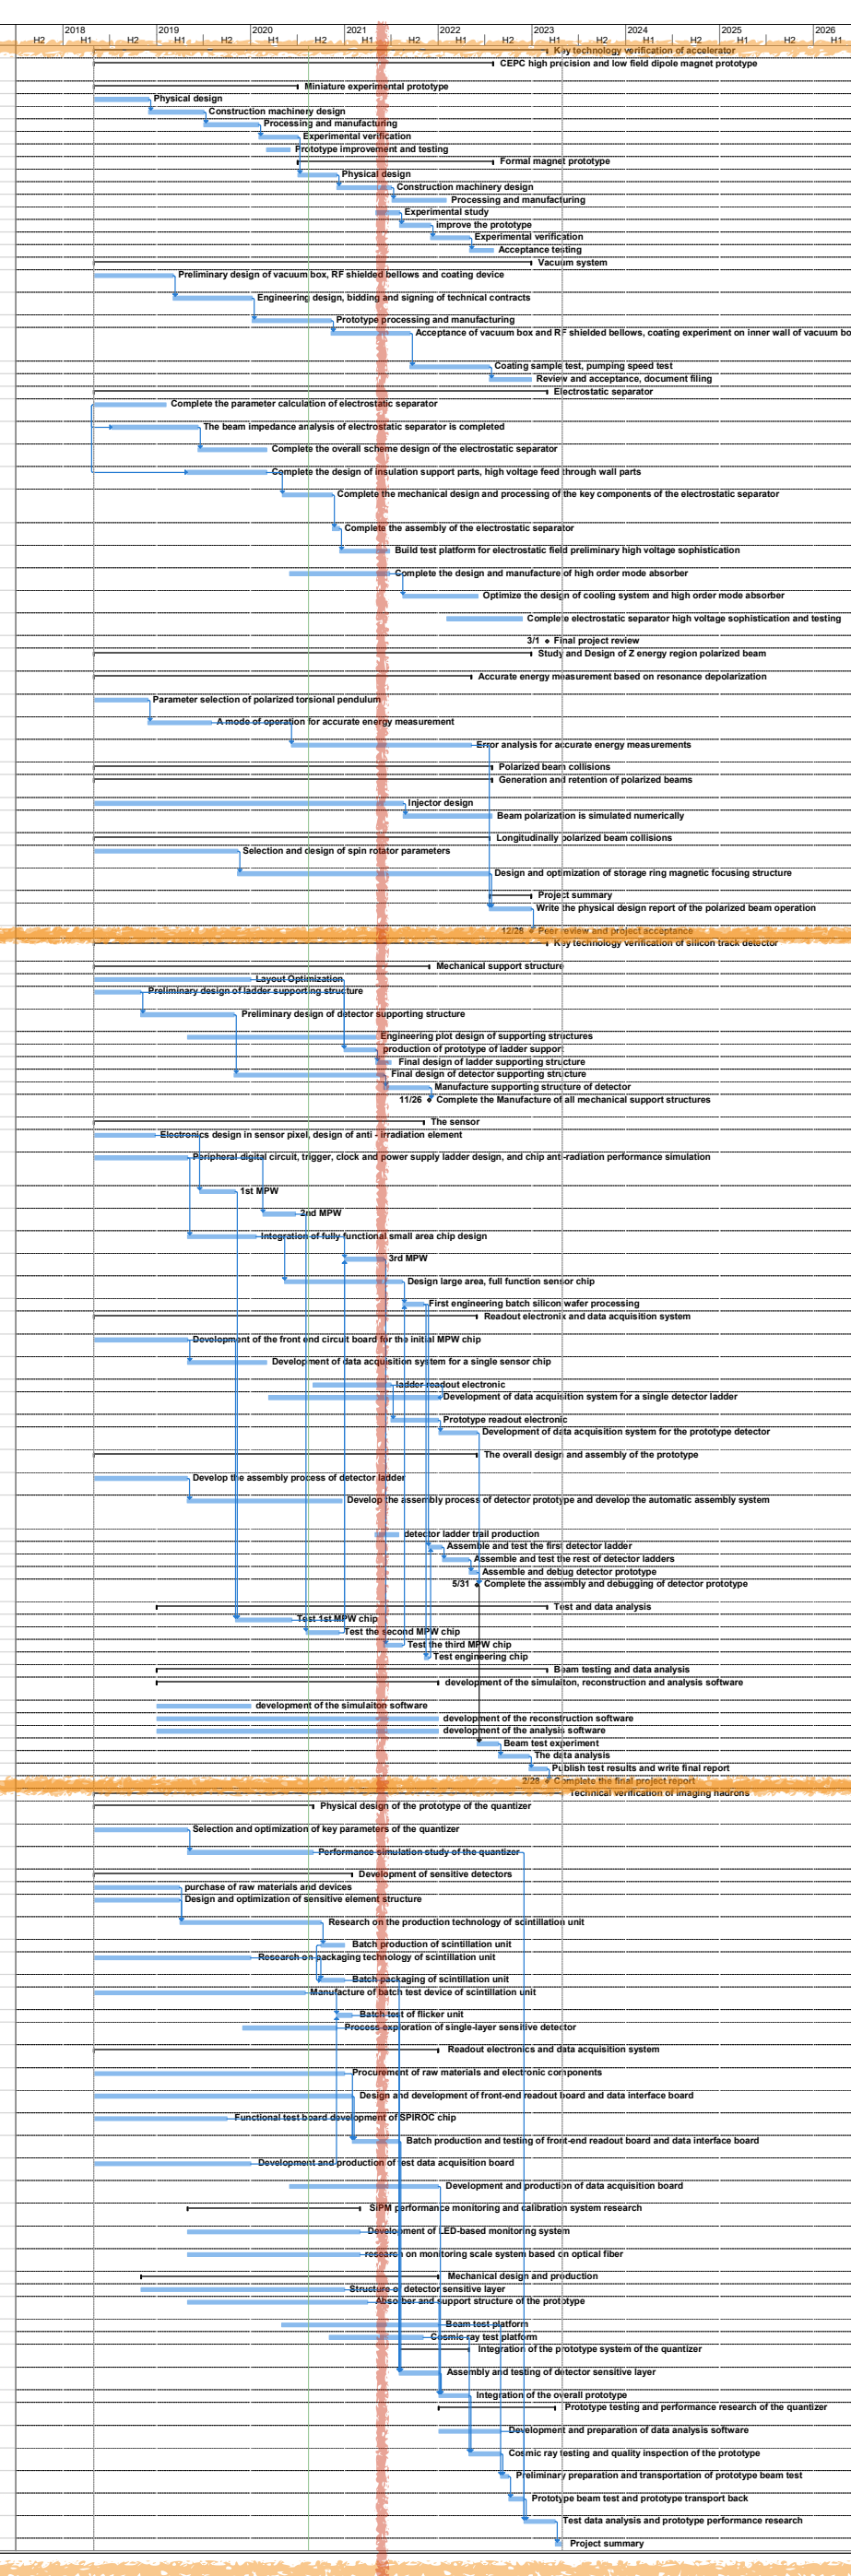 2018 2019 2020 2021 2022 2023 2024 2025 2026
H2 H1 H2 H1 H2 H1 H2 H1 H2 H1 H2 H1 H2 H1 H2 H1 H2 H1
Key technology verification of accelerator
CEPC high precision and low field dipole magnet prototype
Miniature experimental prototype
Physical design
Construction machinery design
Processing and manufacturing
Experimental verification
Prototype improvement and testing
Formal magnet prototype
Physical design
Construction machinery design
Processing and manufacturing
Experimental study
improve the prototype
Experimental verification
Acceptance testing
Vacuum system
Preliminary design of vacuum box, RF shielded bellows and coating device
Engineering design, bidding and signing of technical contracts
Prototype processing and manufacturing
Acceptance of vacuum box and RF shielded bellows, coating experiment on inner wall of vacuum bo
Coating sample test, pumping speed test
Review and acceptance, document filing
Electrostatic separator
Complete the parameter calculation of electrostatic separator
The beam impedance analysis of electrostatic separator is completed
Complete the overall scheme design of the electrostatic separator
Complete the design of insulation support parts, high voltage feed through wall parts
Complete the mechanical design and processing of the key components of the electrostatic separator
Complete the assembly of the electrostatic separator
Build test platform for electrostatic field preliminary high voltage sophistication
Complete the design and manufacture of high order mode absorber
Optimize the design of cooling system and high order mode absorber
Complete electrostatic separator high voltage sophistication and testing
3/1 Final project review
Study and Design of Z energy region polarized beam
Accurate energy measurement based on resonance depolarization
Parameter selection of polarized torsional pendulum
A mode of operation for accurate energy measurement
Error analysis for accurate energy measurements
Polarized beam collisions
Generation and retention of polarized beams
Injector design
Beam polarization is simulated numerically
Longitudinally polarized beam collisions
Selection and design of spin rotator parameters
Design and optimization of storage ring magnetic focusing structure
Project summary
Write the physical design report of the polarized beam operation
12/28 Peer review and project acceptance
Key technology verification of silicon track detector
Mechanical support structure
Layout Optimization
Preliminary design of ladder supporting structure
Preliminary design of detector supporting structure
Engineering plot design of supporting structures
production of prototype of ladder support
Final design of ladder supporting structure
Final design of detector supporting structure
Manufacture supporting structure of detector
11/26 Complete the Manufacture of all mechanical support structures
The sensor
Electronics design in sensor pixel, design of anti - irradiation element
Peripheral digital circuit, trigger, clock and power supply ladder design, and chip anti-radiation performance simulation
1st MPW
2nd MPW
Integration of fully functional small area chip design
3rd MPW
Design large area, full function sensor chip
First engineering batch silicon wafer processing
Readout electronix and data acquisition system
Development of the front end circuit board for the initial MPW chip
Development of data acquisition system for a single sensor chip
ladder readout electronic
Development of data acquisition system for a single detector ladder
Prototype readout electronic
Development of data acquisition system for the prototype detector
The overall design and assembly of the prototype
Develop the assembly process of detector ladder
Develop the assembly process of detector prototype and develop the automatic assembly system
detector ladder trail production
Assemble and test the first detector ladder
Assemble and test the rest of detector ladders
Assemble and debug detector prototype
5/31 Complete the assembly and debugging of detector prototype
Test and data analysis
Test 1st MPW chip
Test the second MPW chip
Test the third MPW chip
Test engineering chip
Beam testing and data analysis
development of the simulaiton, reconstruction and analysis software
development of the simulaiton software
development of the reconstruction software
development of the analysis software
Beam test experiment
The data analysis
Publish test results and write final report
2/28 Complete the final project report
Technical verification of imaging hadrons
Physical design of the prototype of the quantizer
Selection and optimization of key parameters of the quantizer
Performance simulation study of the quantizer
Development of sensitive detectors
purchase of raw materials and devices
Design and optimization of sensitive element structure
Research on the production technology of scintillation unit
Batch production of scintillation unit
Research on packaging technology of scintillation unit
Batch packaging of scintillation unit
Manufacture of batch test device of scintillation unit
Batch test of flicker unit
Process exploration of single-layer sensitive detector
Readout electronics and data acquisition system
Procurement of raw materials and electronic components
Design and development of front-end readout board and data interface board
Functional test board development of SPIROC chip
Batch production and testing of front-end readout board and data interface board
Development and production of test data acquisition board
Development and production of data acquisition board
SiPM performance monitoring and calibration system research
Development of LED-based monitoring system
research on monitoring scale system based on optical fiber
Mechanical design and production
Structure of detector sensitive layer
Absorber and support structure of the prototype
Beam test platform
Cosmic ray test platform
Integration of the prototype system of the quantizer
Assembly and testing of detector sensitive layer
Integration of the overall prototype
Prototype testing and performance research of the quantizer
Development and preparation of data analysis software
Cosmic ray testing and quality inspection of the prototype
Preliminary preparation and transportation of prototype beam test
Prototype beam test and prototype transport back
Test data analysis and prototype performance research
Project summary